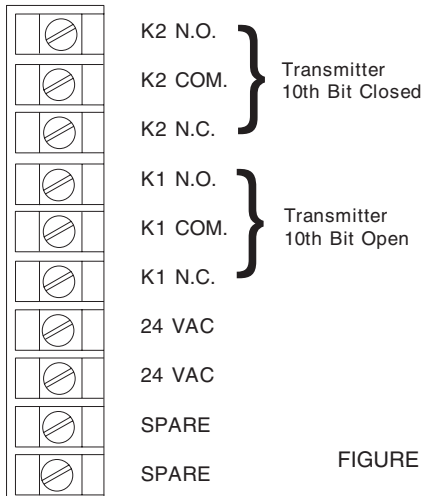 K2 N.O.
K2 COM.
K2 N.C.
Transmitter
10th Bit Closed
K1 N.O.
K1 COM.
K1 N.C.
Transmitter
10th Bit Open
24 VAC
24 VAC
SPARE
SPARE
FIGURE